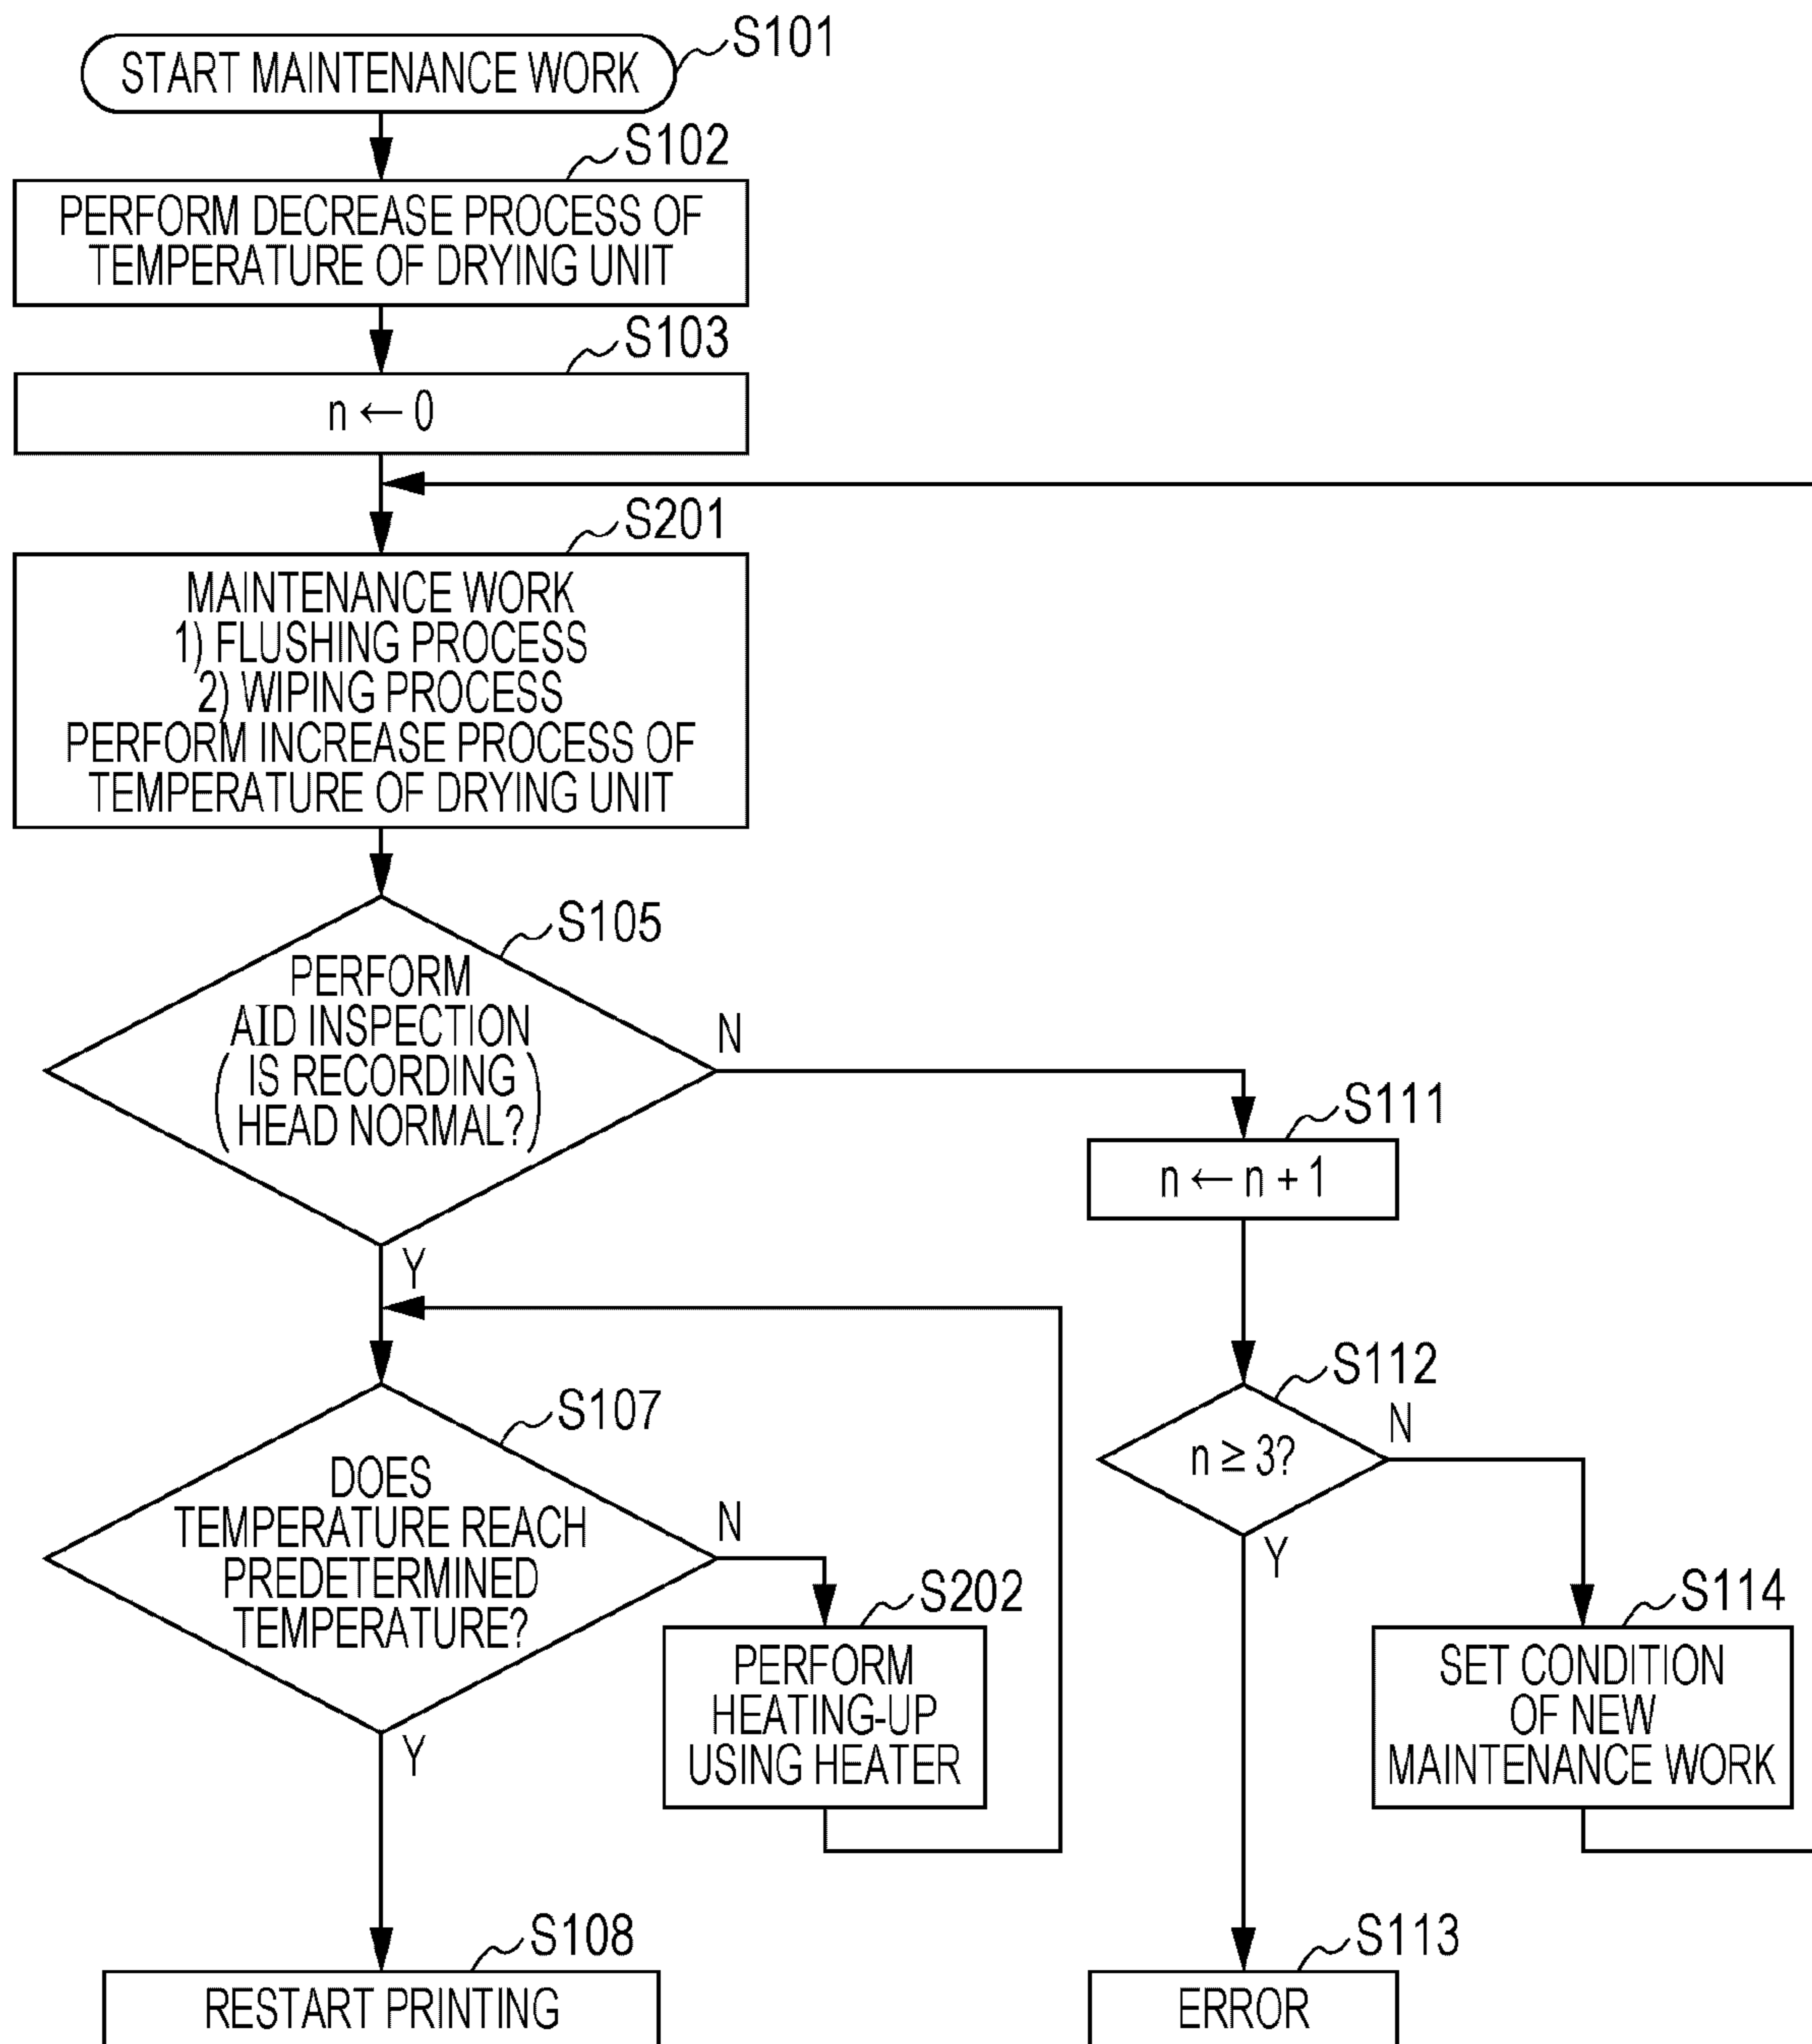 START MAINTENANCE WORK
S101
S102
PERFORM DECREASE PROCESS OF
TEMPERATURE OF DRYING UNIT
S103
n ← 0
S201
MAINTENANCE WORK
1) FLUSHING PROCESS
2) WIPING PROCESS
PERFORM INCREASE PROCESS OF
TEMPERATURE OF DRYING UNIT
S105
PERFORM
AID INSPECTION
( IS RECORDING
HEAD NORMAL? )
N
Y
S111
n ← n + 1
S112
n ≥ 3?
N
Y
S107
DOES
TEMPERATURE REACH
PREDETERMINED
TEMPERATURE?
N
Y
S202
PERFORM
HEATING-UP
USING HEATER
S114
SET CONDITION
OF NEW
MAINTENANCE WORK
S108
RESTART PRINTING
S113
ERROR